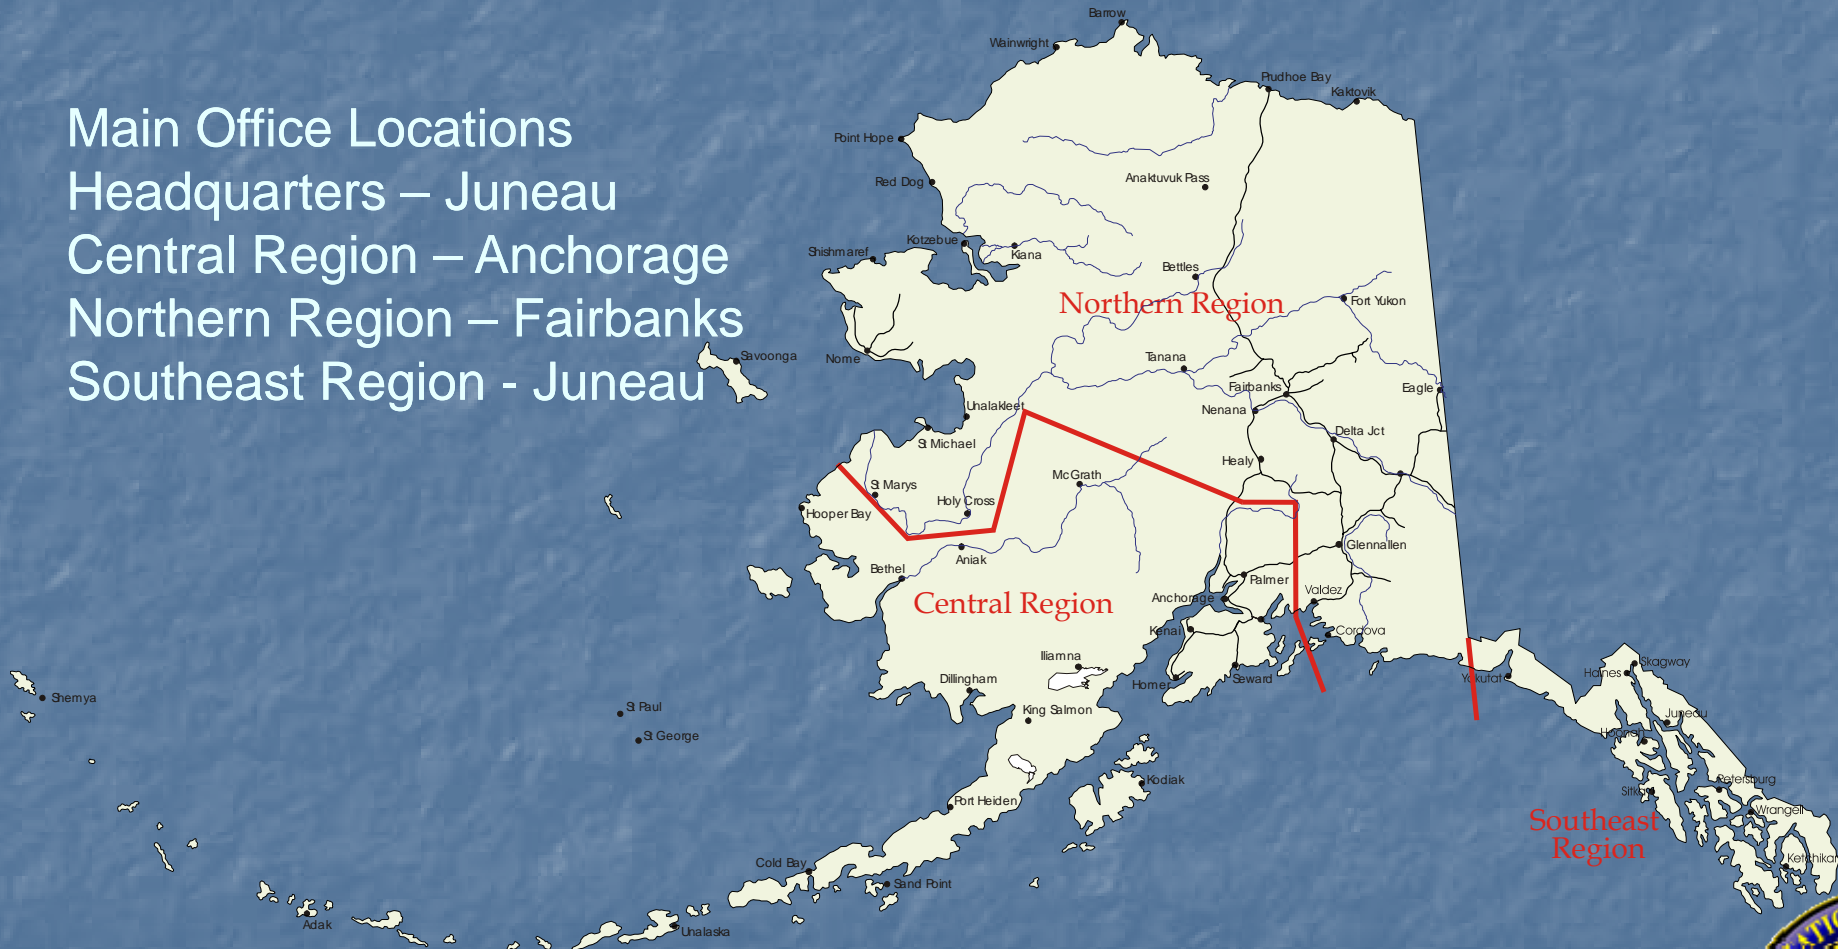 Main Office Locations
Headquarters – Juneau
Central Region – Anchorage
Northern Region – Fairbanks
Southeast Region - Juneau
Barrow
Wainwright
Prudhoe Bay
Kaktovik
Point Hope
Red Dog
Anaktuvuk Pass
Kotzebue
Shishmaref
Kiana
Bettles
Northern Region
Fort Yukon
Savoonga
Nome
Tanana
Fairbanks
Eagle
Unalakleet
Nenana
St Michael
Delta Jct
Healy
St Marys
McGrath
Holy Cross
Hooper Bay
Glennallen
Aniak
Bethel
Palmer
Valdez
Central Region
Anchorage
Kenai
Cordova
Iliamna
Dillingham
Homer
Seward
Yakutat
Skagway
Haines
Shemya
St Paul
King Salmon
Juneau
Hoonah
St George
Kodiak
Petersburg
Sitka
Port Heiden
Wrangell
Southeast
Region
Cold Bay
Ketchikan
Sand Point
Adak
Unalaska